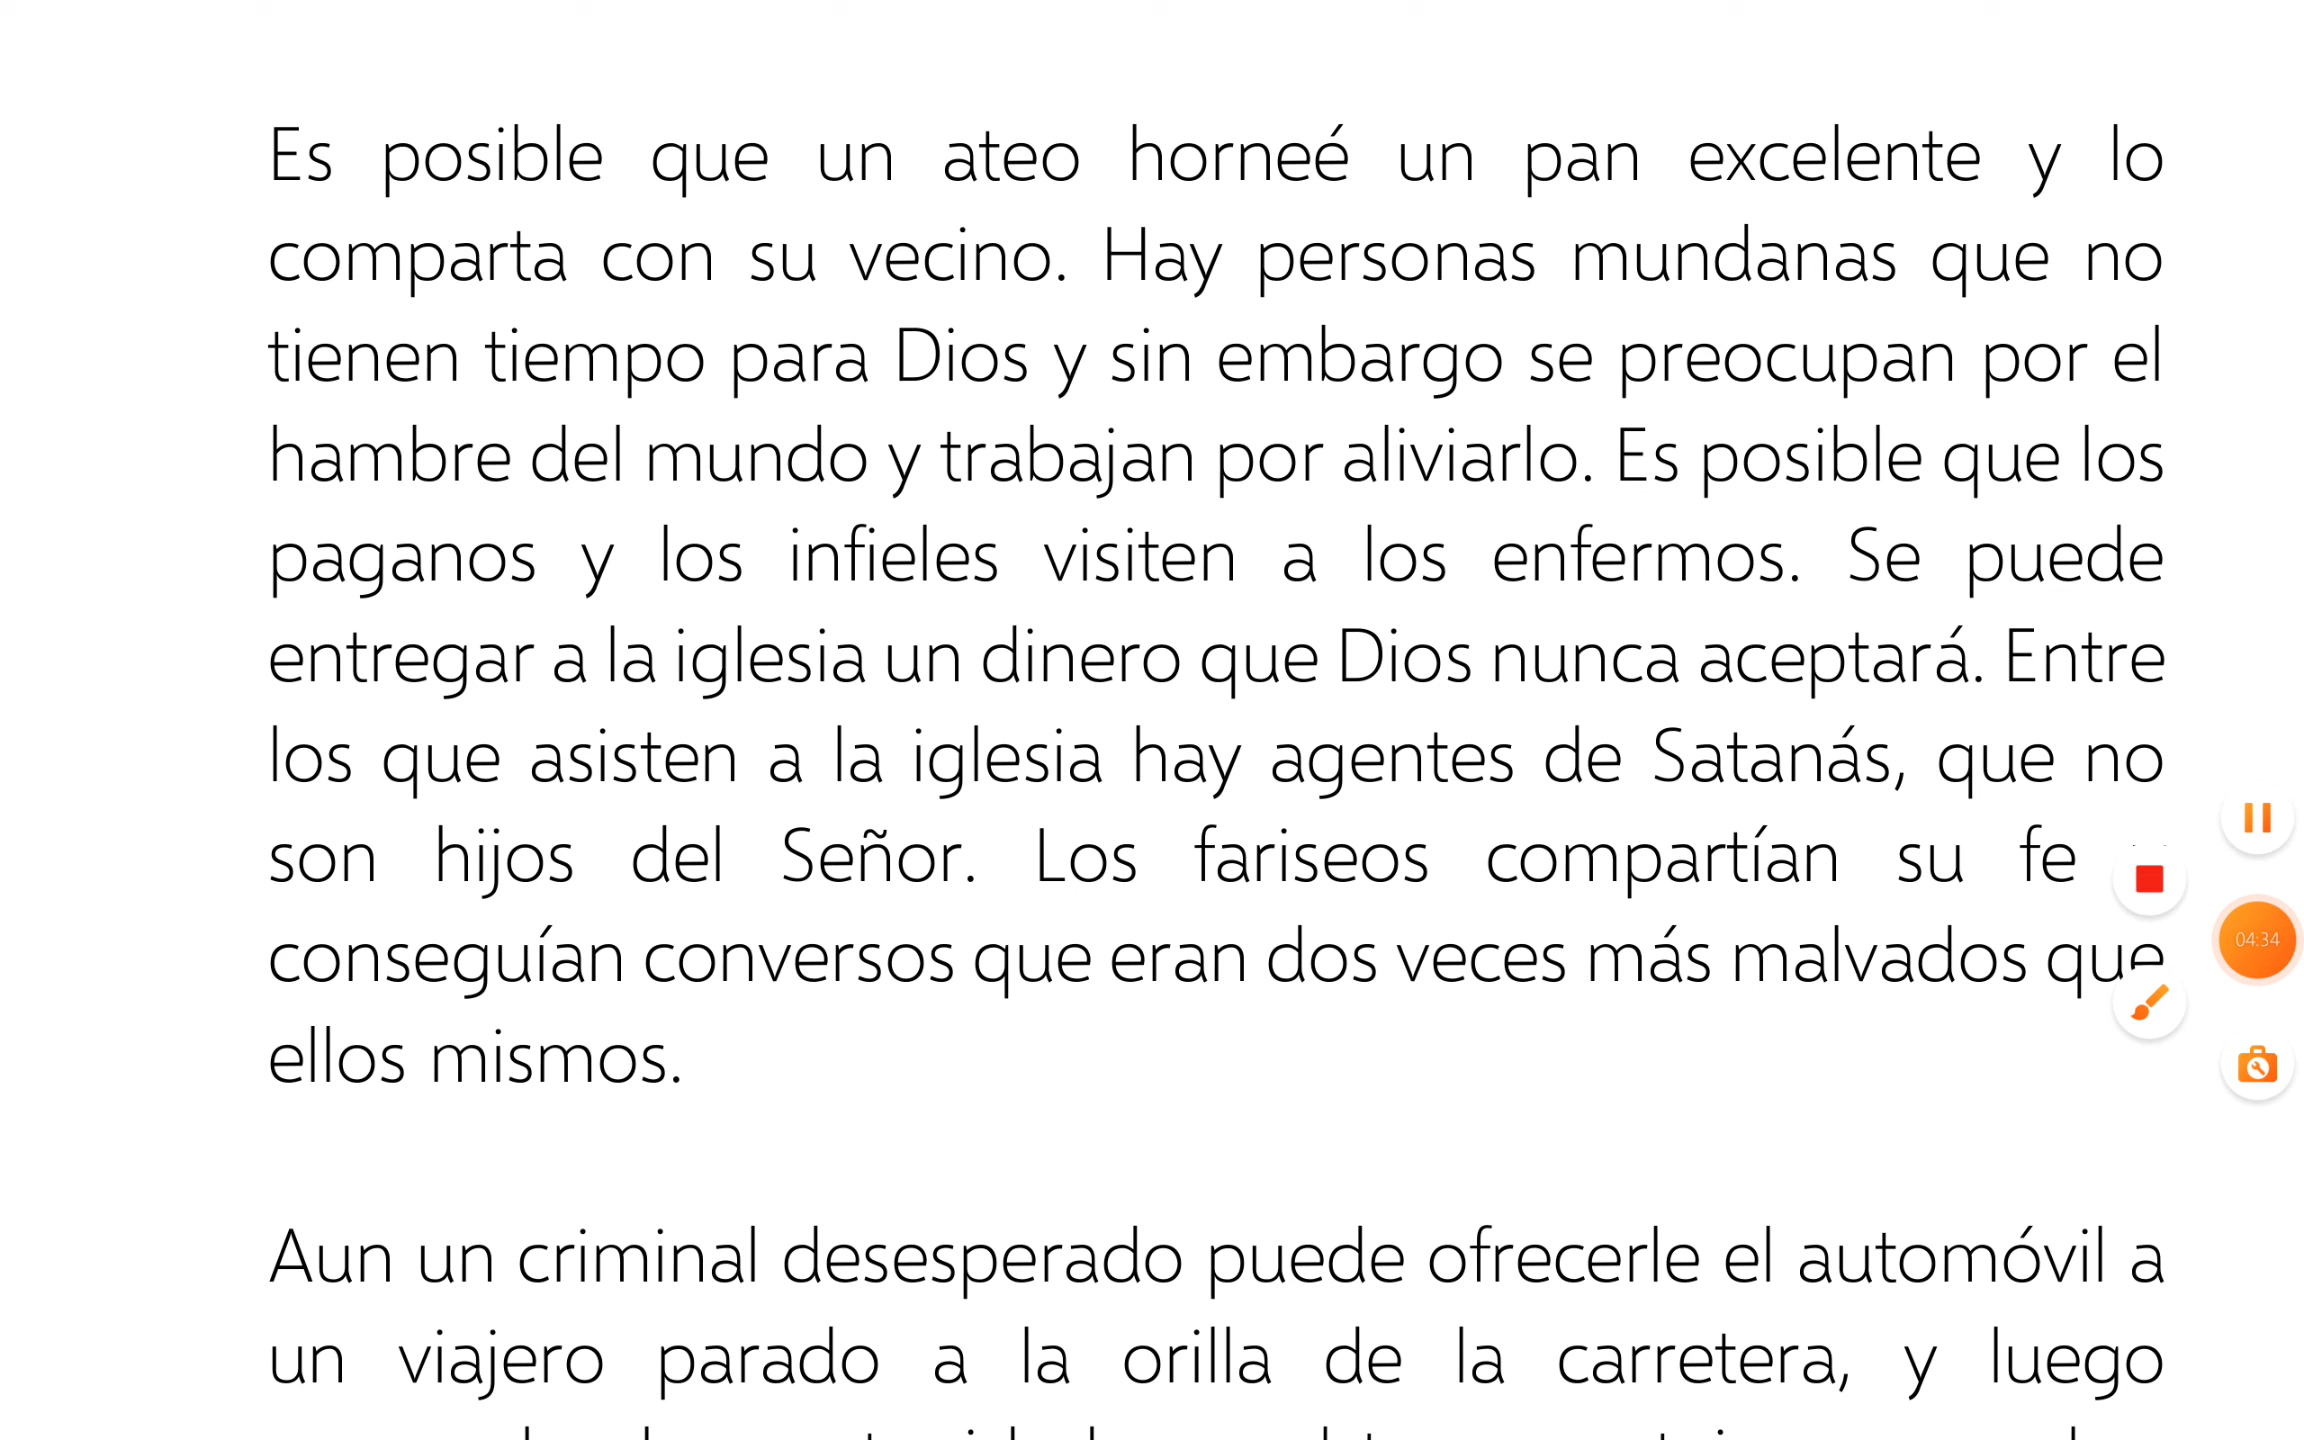 Es posible que un ateo horneé un pan excelente y lo
comparta con su vecino. Hay personas mundanas que no
tienen tiempo para Dios y sin embargo se preocupan por el
hambre del mundo y trabajan por aliviarlo. Es posible que los
paganos y los infieles visiten a los enfermos. Se puede
entregar a la iglesia un dinero que Dios nunca aceptará. Entre
los que asisten a la iglesia hay agentes de Satanás, que no
son hijos del Señor. Los fariseos compartían su fe
conseguían conversos que eran dos veces más malvados que
04:34
ellos mismos.
Aun un criminal desesperado puede ofrecerle el automóvil a
un viajero parado a la orilla de la carretera, y luego